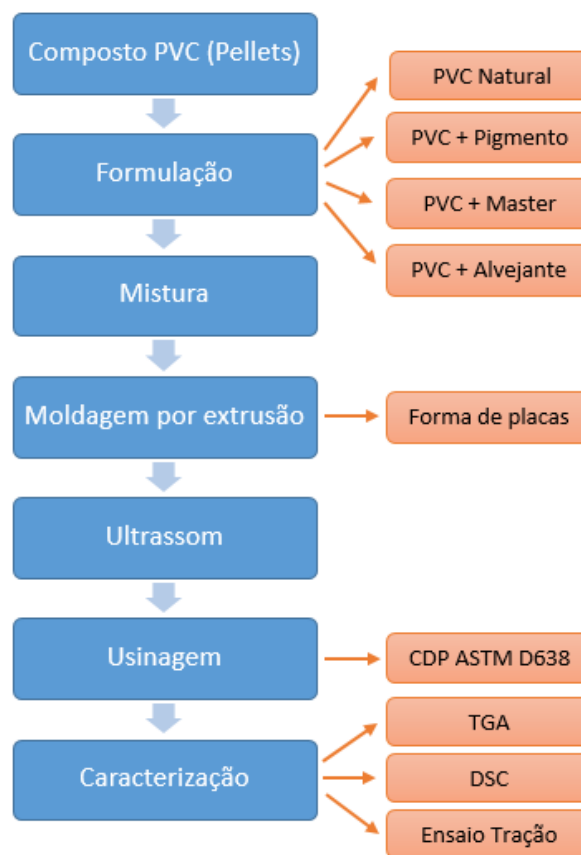 Composto PVC (Pellets)
Formulação
PVC Natural
PVC + Pigmento
PVC + Master
PVC + Alvejante
Mistura
Moldagem por extrusão
Forma de placas
Ultrassom
Usinagem
CDP ASTM D638
Caracterização
TGA
DSC
Ensaio Tração